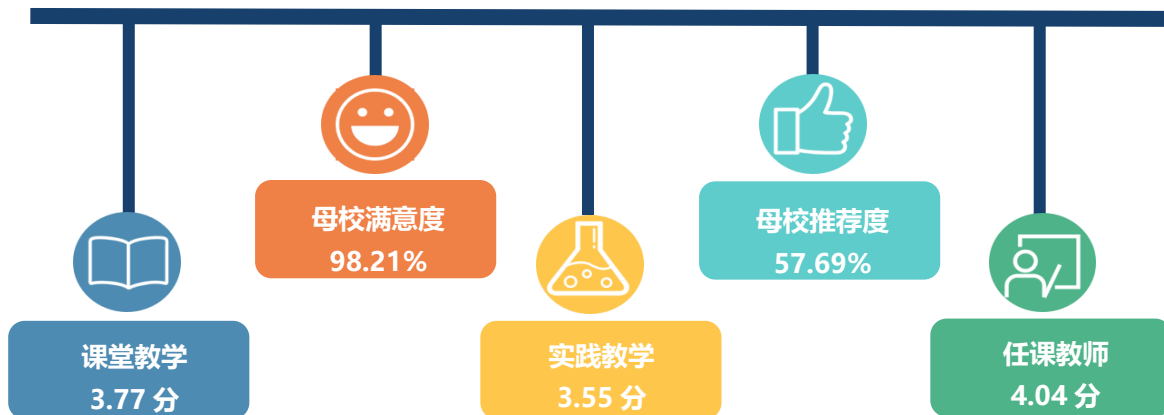 母校满意度
98.21%
母校推荐度
57.69%
课堂教学
3.77 分
实践教学
3.55 分
任课教师
4.04 分